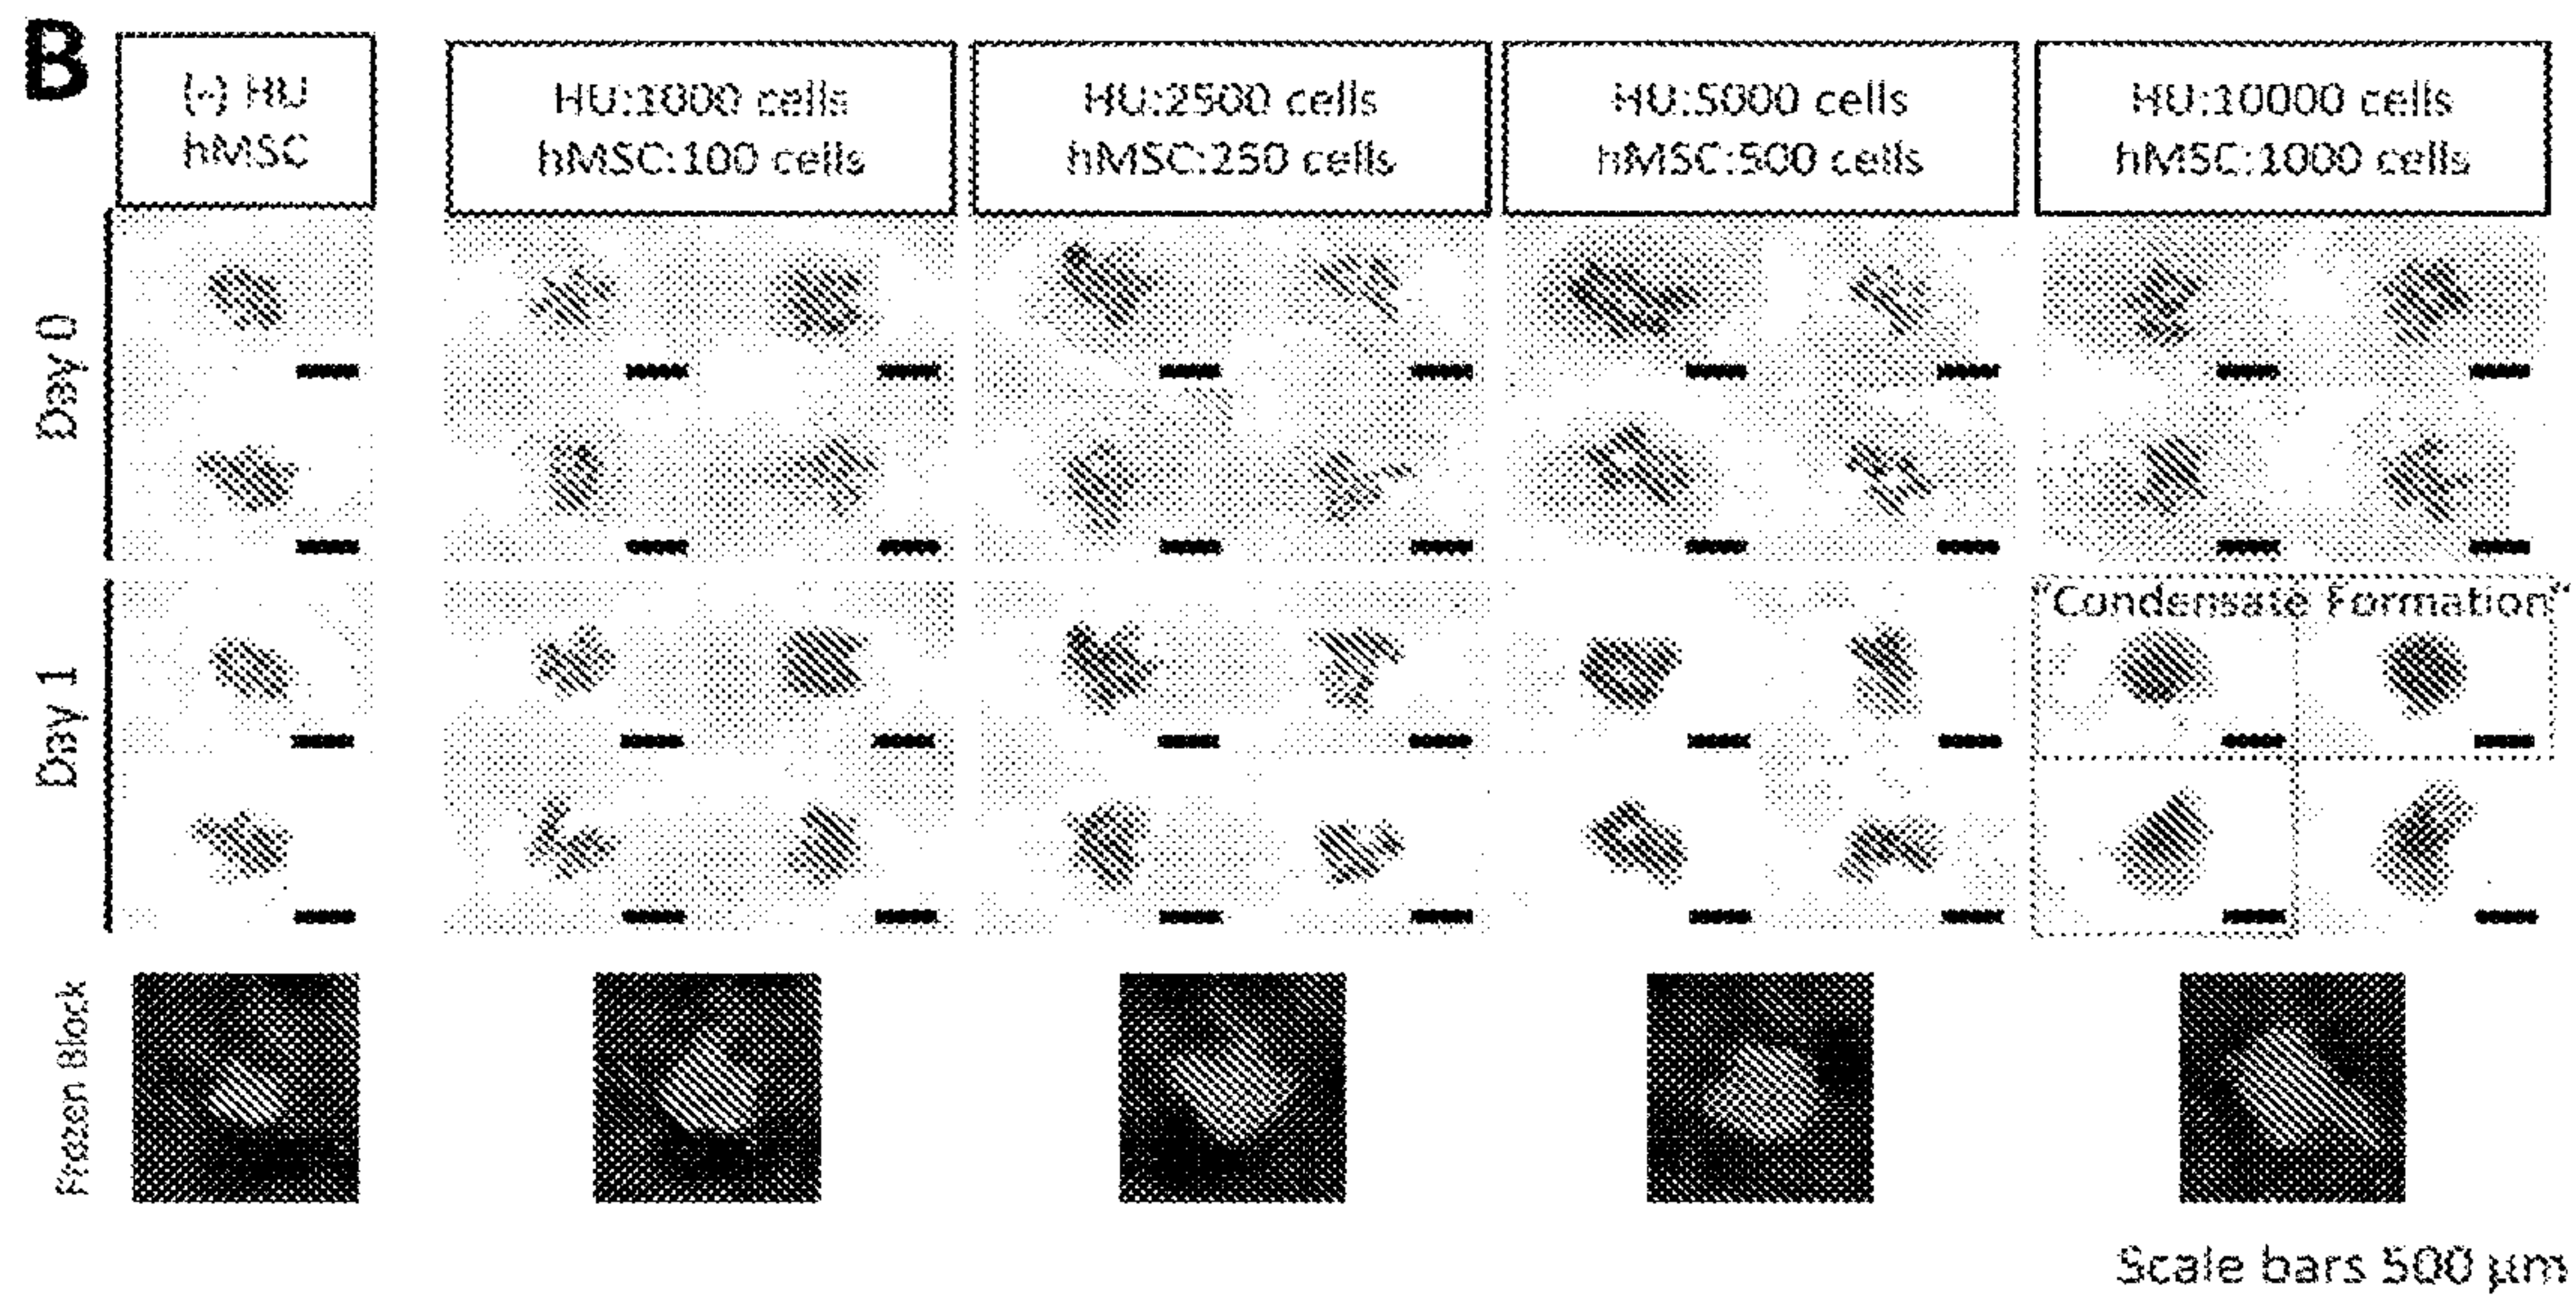 B
(-) HU
hMSC
HU:1000 cells
hMSC:100 cells
HU:2500 cells
hMSC:250 cells
HU:5000 cells
hMSC:500 cells
HU:10000 cells
hMSC:1000 cells
Day 0
Day 1
"Condensate Formation"
Frozen Block
Scale bars 500 μm